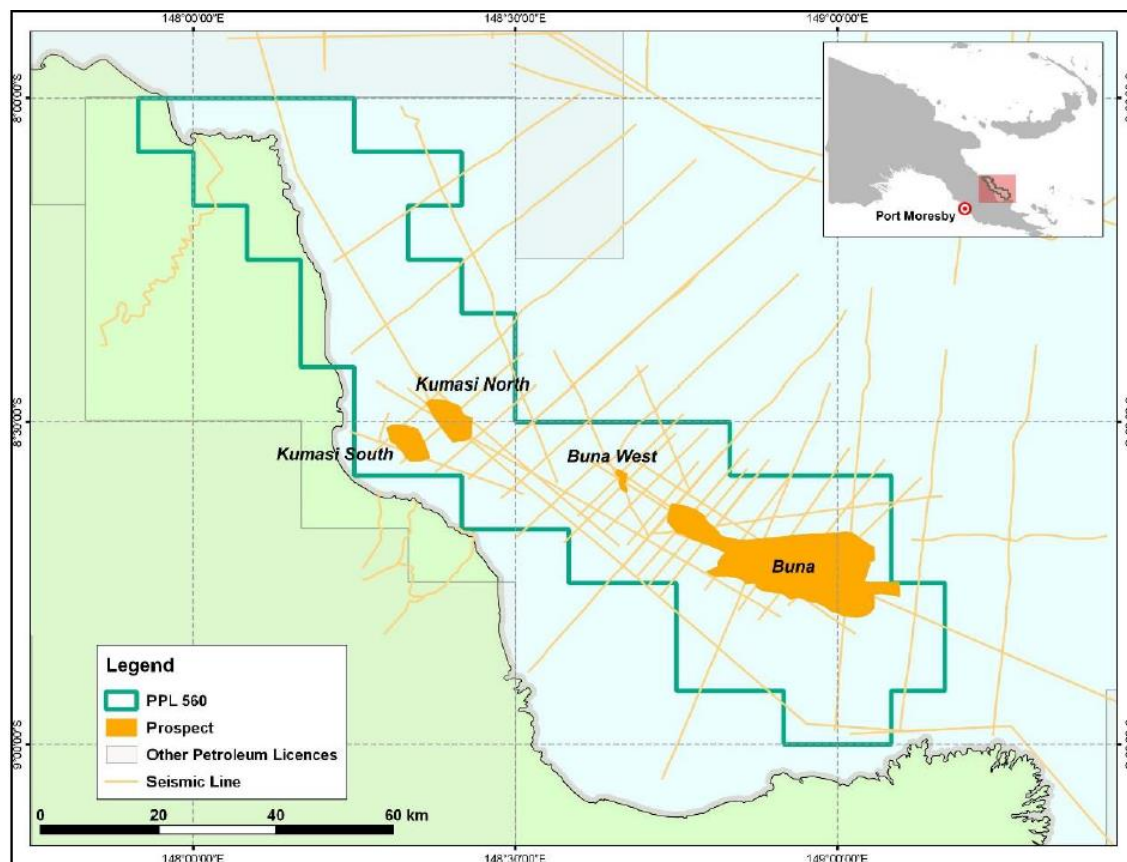 148°00'00"E
148°30'00"E
149°00'00"E
8°00'00"S
Port Moresby
Kumasi North
8°30'00"S
Kumasi South
Buna West
Buna
Legend
PPL 560
Prospect
Other Petroleum Licences
Seismic Line
9°00'00"S
0
20
40
60 km
148°00'00"E
148°30'00"E
149°00'00"E